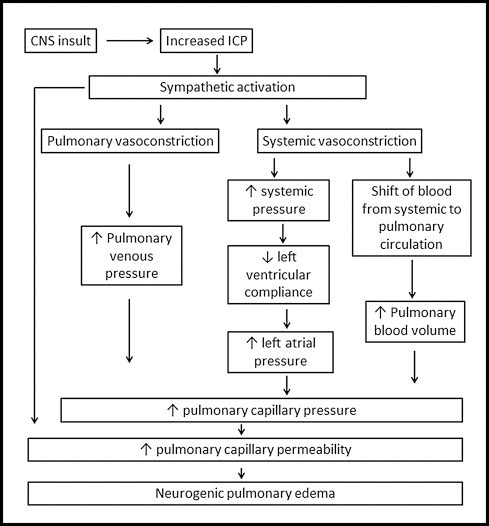 CNS insult
Increased ICP
Sympathetic activation
Pulmonary vasoconstriction
Systemic vasoconstriction
↑ systemic
pressure
Shift of blood
from systemic to
pulmonary
circulation
↑ Pulmonary
venous
pressure
↓ left
ventricular
compliance
↑ Pulmonary
blood volume
↑ left atrial
pressure
↑ pulmonary capillary pressure
↑ pulmonary capillary permeability
Neurogenic pulmonary edema